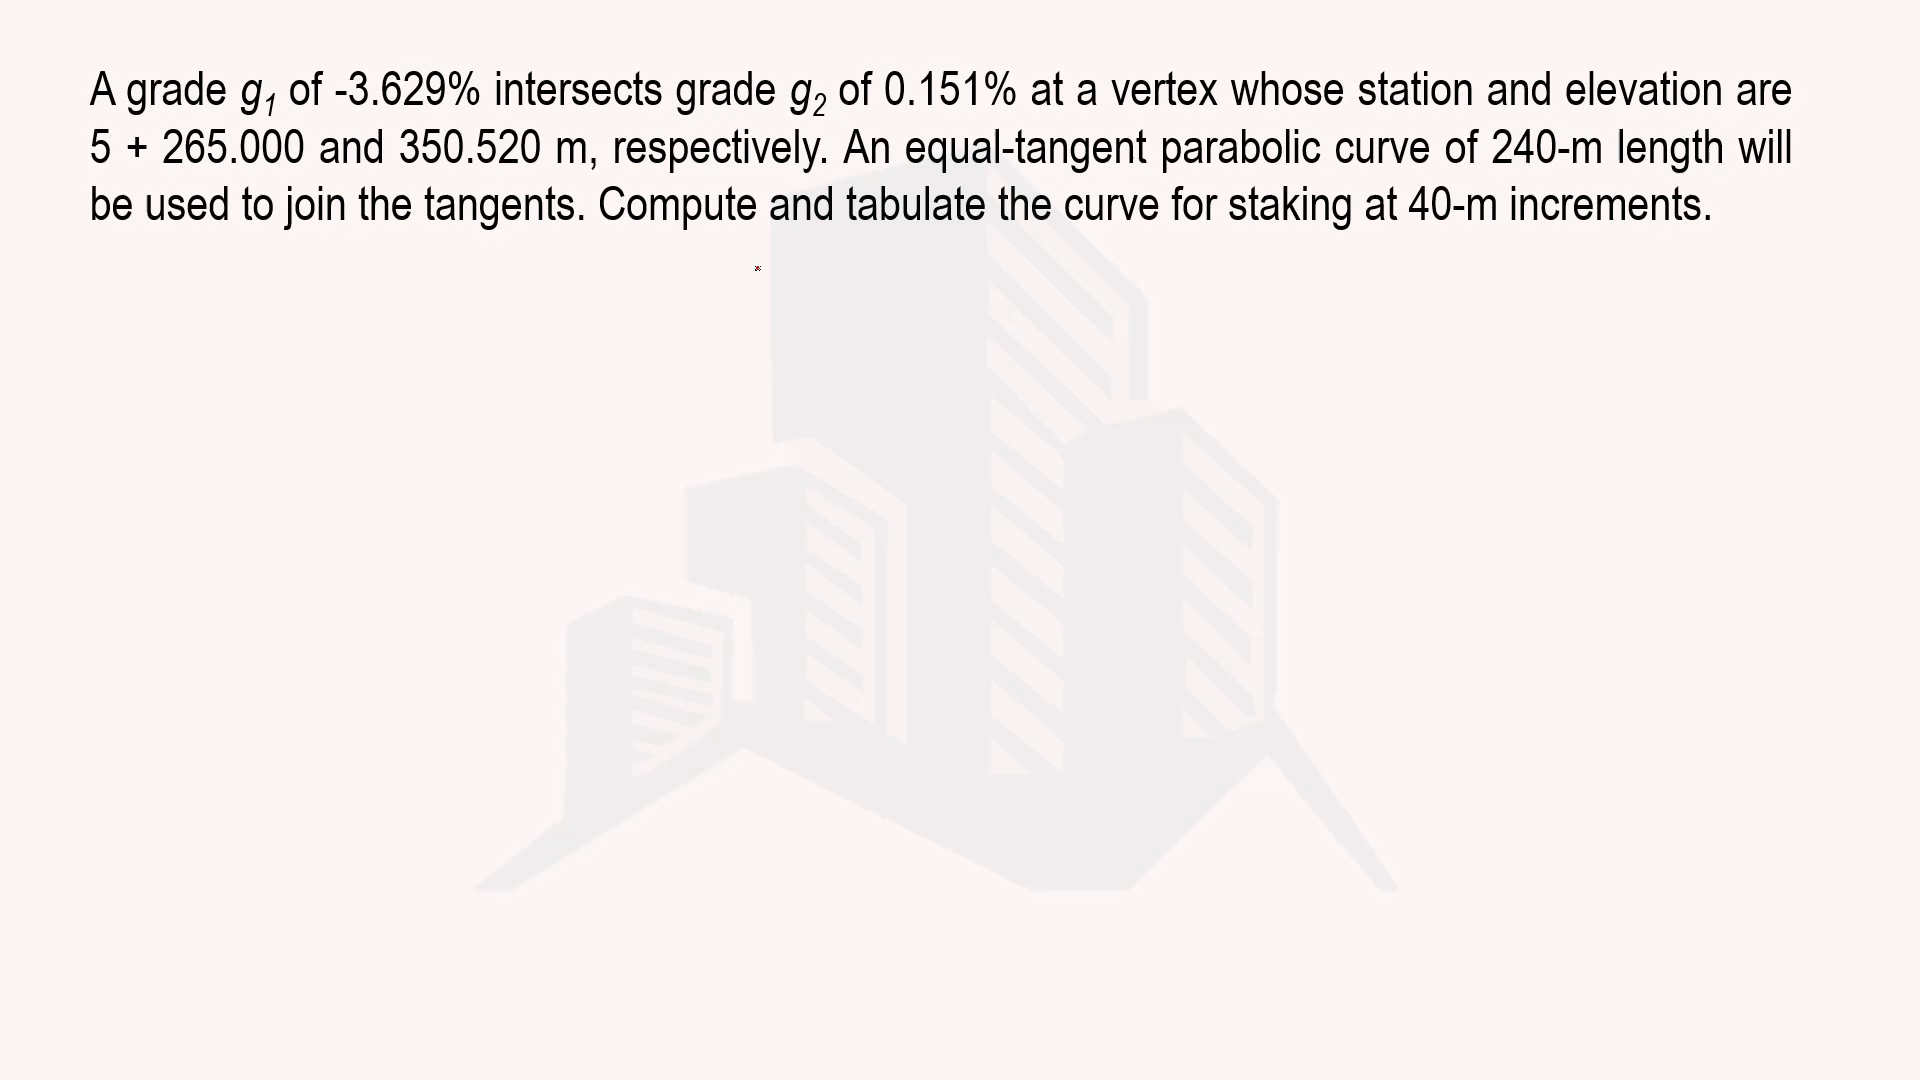 A grade g1 of -3.629% intersects grade g2 of 0.151% at a vertex whose station and elevation are
5 + 265.000 and 350.520 m, respectively. An equal-tangent parabolic curve of 240-m length will
be used to join the tangents. Compute and tabulate the curve for staking at 40-m increments.